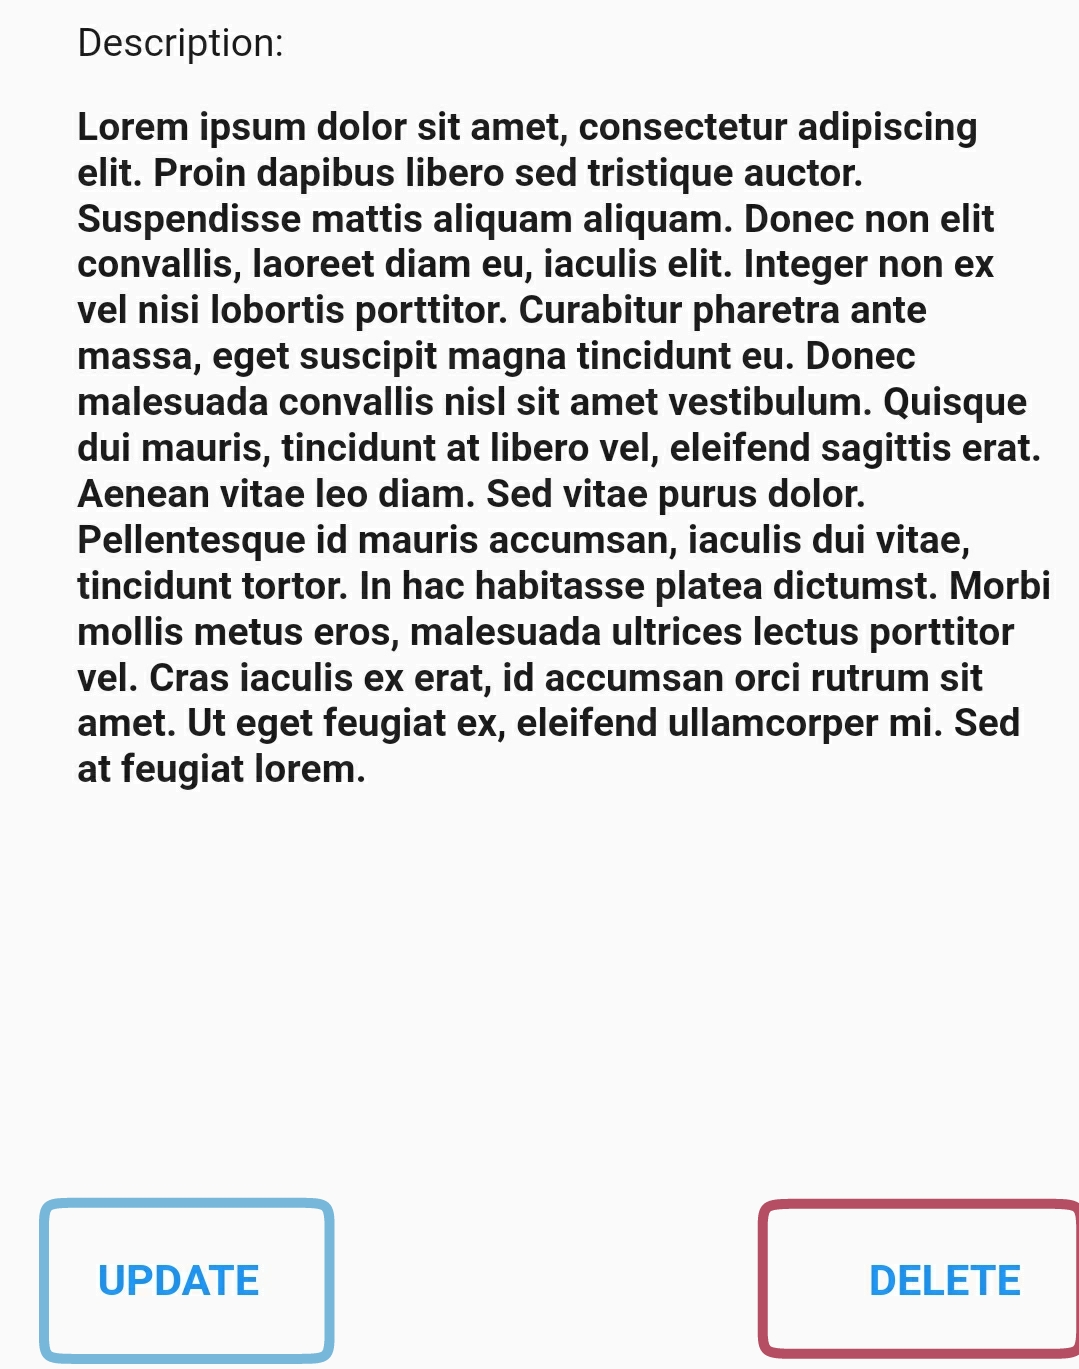 Description:
Lorem ipsum dolor sit amet, consectetur adipiscing
elit. Proin dapibus libero sed tristique auctor.
Suspendisse mattis aliquam aliquam. Donec non elit
convallis, laoreet diam eu, iaculis elit. Integer non ex
vel nisi lobortis porttitor. Curabitur pharetra ante
massa, eget suscipit magna tincidunt eu. Donec
malesuada convallis nisl sit amet vestibulum. Quisque
dui mauris, tincidunt at libero vel, eleifend sagittis erat.
Aenean vitae leo diam. Sed vitae purus dolor.
Pellentesque id mauris accumsan, iaculis dui vitae,
tincidunt tortor. In hac habitasse platea dictumst. Morbi
mollis metus eros, malesuada ultrices lectus porttitor
vel. Cras iaculis ex erat, id accumsan orci rutrum sit
amet. Ut eget feugiat ex, eleifend ullamcorper mi. Sed
at feugiat lorem.
UPDATE
DELETE